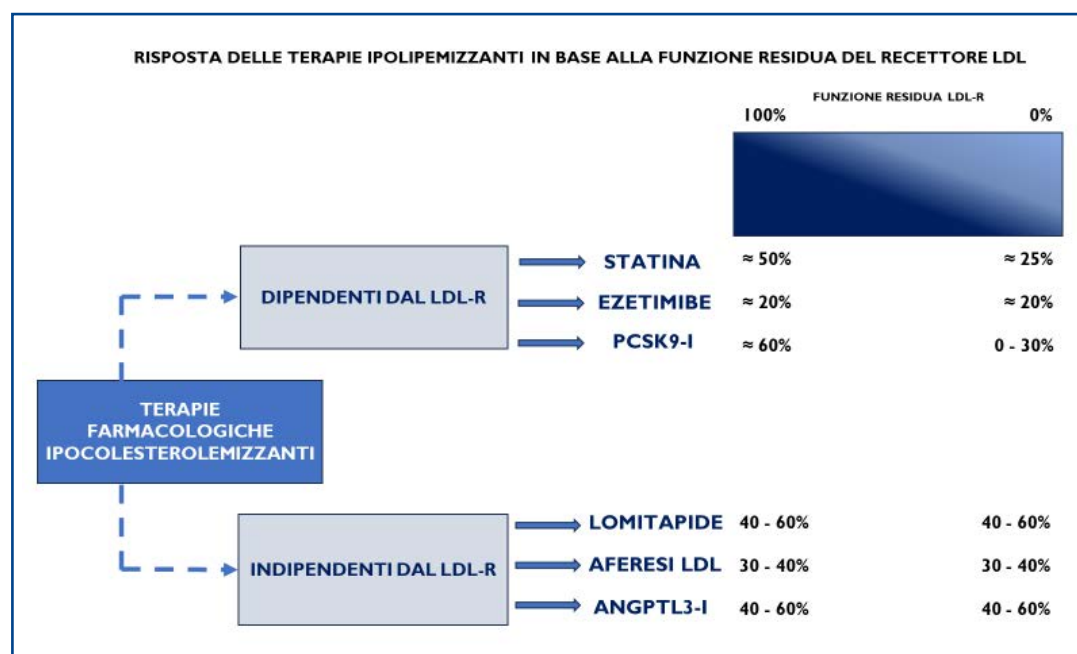 RISPOSTA DELLE TERAPIE IPOLIPEMIZZANTI IN BASE ALLA FUNZIONE RESIDUA DEL RECETTORE LDL
FUNZIONE RESIDUA LDL-R
100% 0%
DIPENDENTI DAL LDL-R
STATINA ≈ 50% ≈ 25%
EZETIMIBE ≈ 20% ≈ 20%
PCSK9-I ≈ 60% 0 - 30%
TERAPIE
FARMACOLOGICHE
IPOCOLESTEROLEMIZZANTI
INDIPENDENTI DAL LDL-R
LOMITAPIDE 40 - 60% 40 - 60%
AFERESI LDL 30 - 40% 30 - 40%
ANGPTL3-I 40 - 60% 40 - 60%